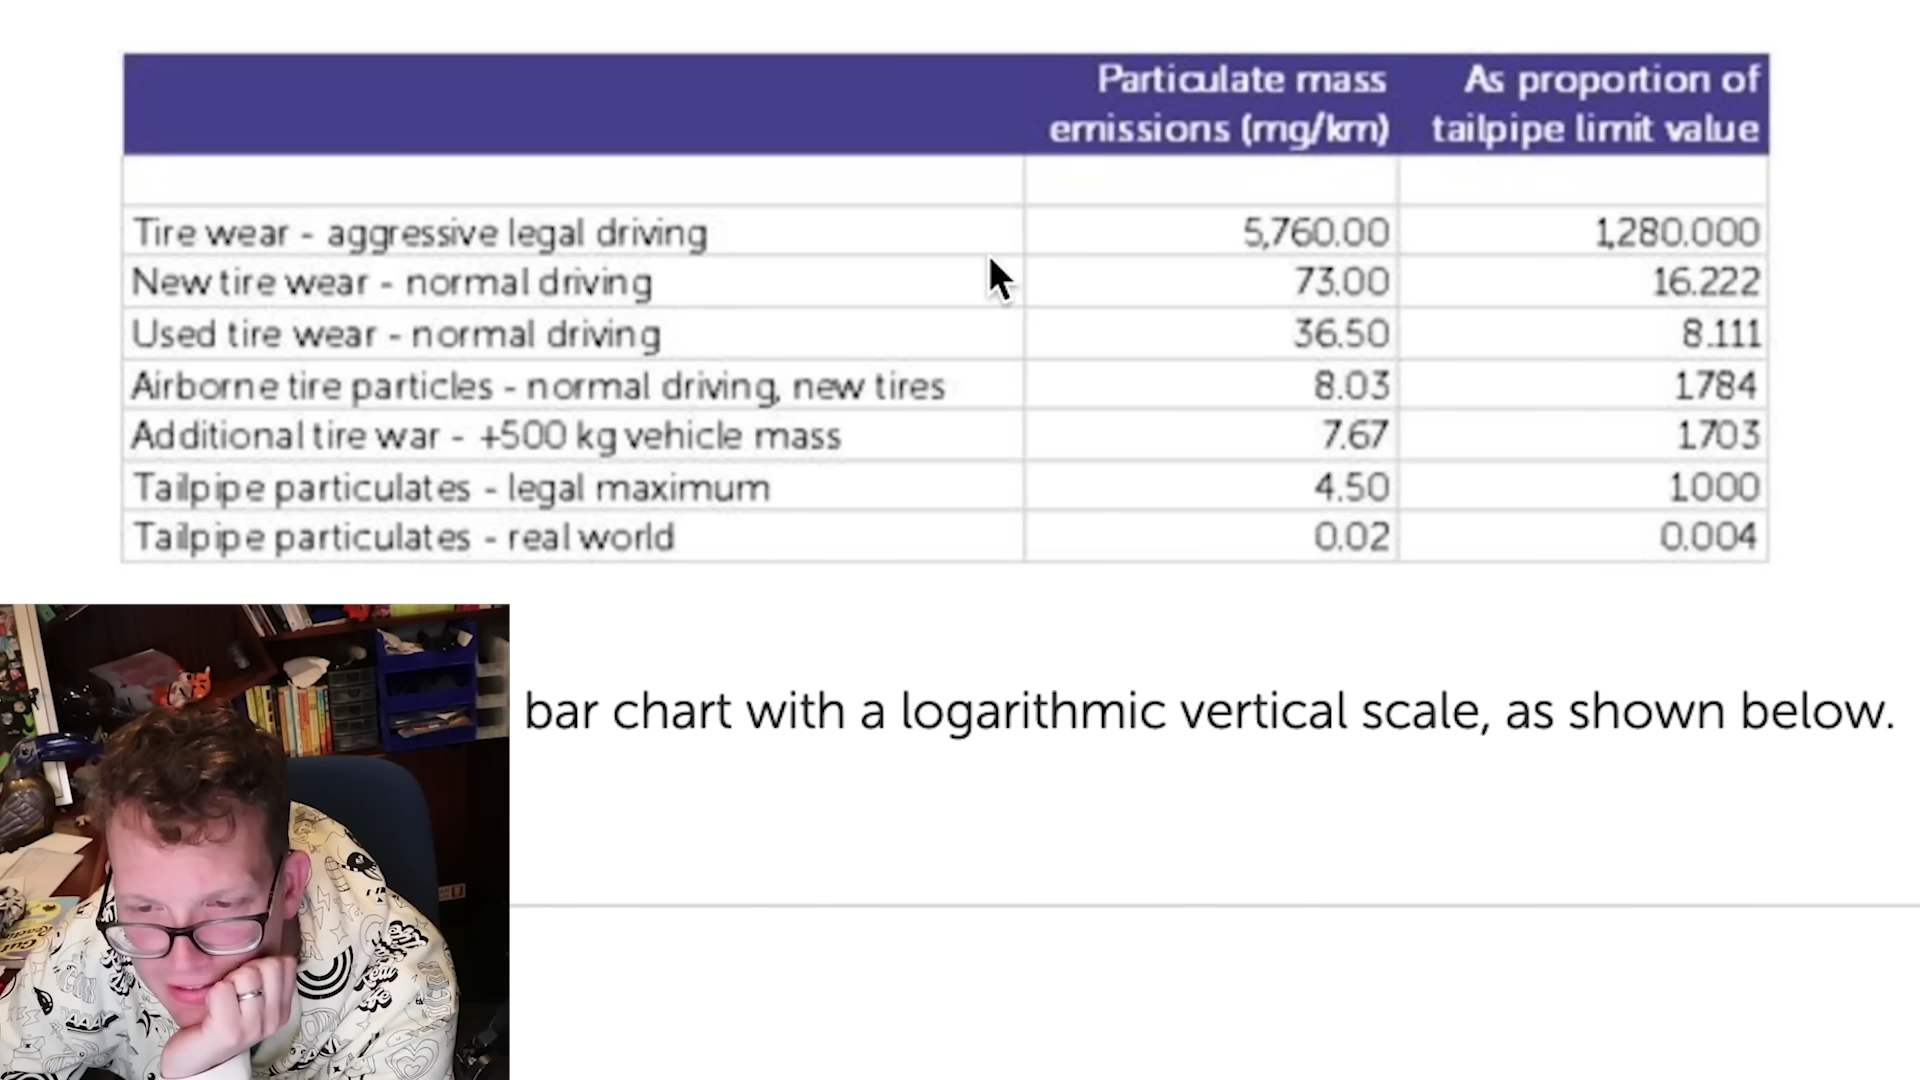 Particulate mass emissions (mg/km)
As proportion of tailpipe limit value
Tire wear - aggressive legal driving 5,760.00 1,280.000
New tire wear - normal driving 73.00 16.222
Used tire wear - normal driving 36.50 8.111
Airborne tire particles - normal driving, new tires 8.03 1.784
Additional tire war - +500 kg vehicle mass 7.67 1.703
Tailpipe particulates - legal maximum 4.50 1.000
Tailpipe particulates - real world 0.02 0.004
bar chart with a logarithmic vertical scale, as shown below.